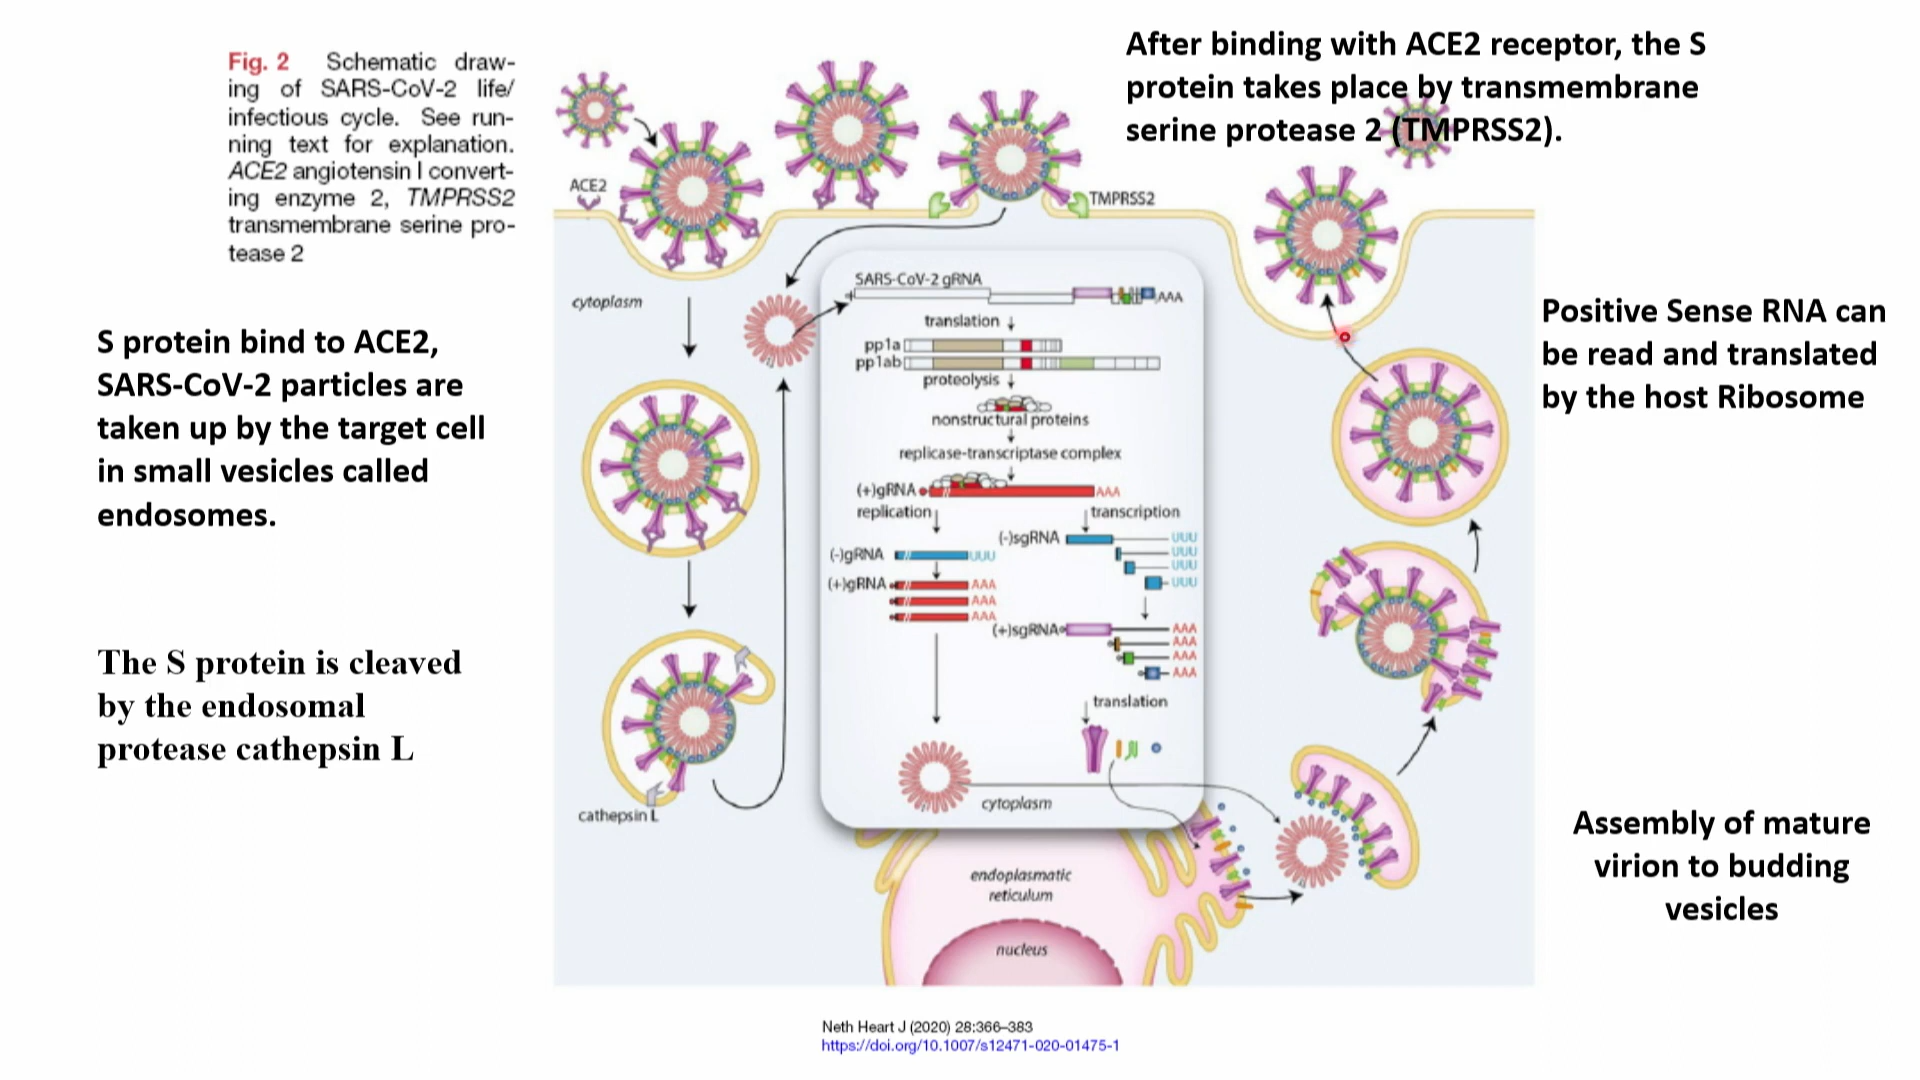 Fig. 2 Schematic draw-
ing of SARS-CoV-2 life/
infectious cycle. See run-
ning text for explanation.
ACE2 angiotensin I convert-
ing enzyme 2, TMPRSS2
transmembrane serine pro-
tease 2
After binding with ACE2 receptor, the S
protein takes place by transmembrane
serine protease 2 (TMPRSS2).
S protein bind to ACE2,
SARS-CoV-2 particles are
taken up by the target cell
in small vesicles called
endosomes.
The S protein is cleaved
by the endosomal
protease cathepsin L
ACE2
TMPRSS2
cytoplasm
cathepsin L
SARS-CoV-2 gRNA
AAA
translation
pp1a
pp1ab
proteolysis
nonstructural proteins
replicase-transcriptase complex
(+)gRNA
AAA
replication
transcription
(-)gRNA
UUU
(+)gRNA
AAA
AAA
AAA
(-)sgRNA
UUU
UUU
UUU
UUU
(+)sgRNA
AAA
AAA
AAA
AAA
translation
cytoplasm
endoplasmatic
reticulum
nucleus
Positive Sense RNA can
be read and translated
by the host Ribosome
Assembly of mature
virion to budding
vesicles
Neth Heart J (2020) 28:366–383
https://doi.org/10.1007/s12471-020-01475-1